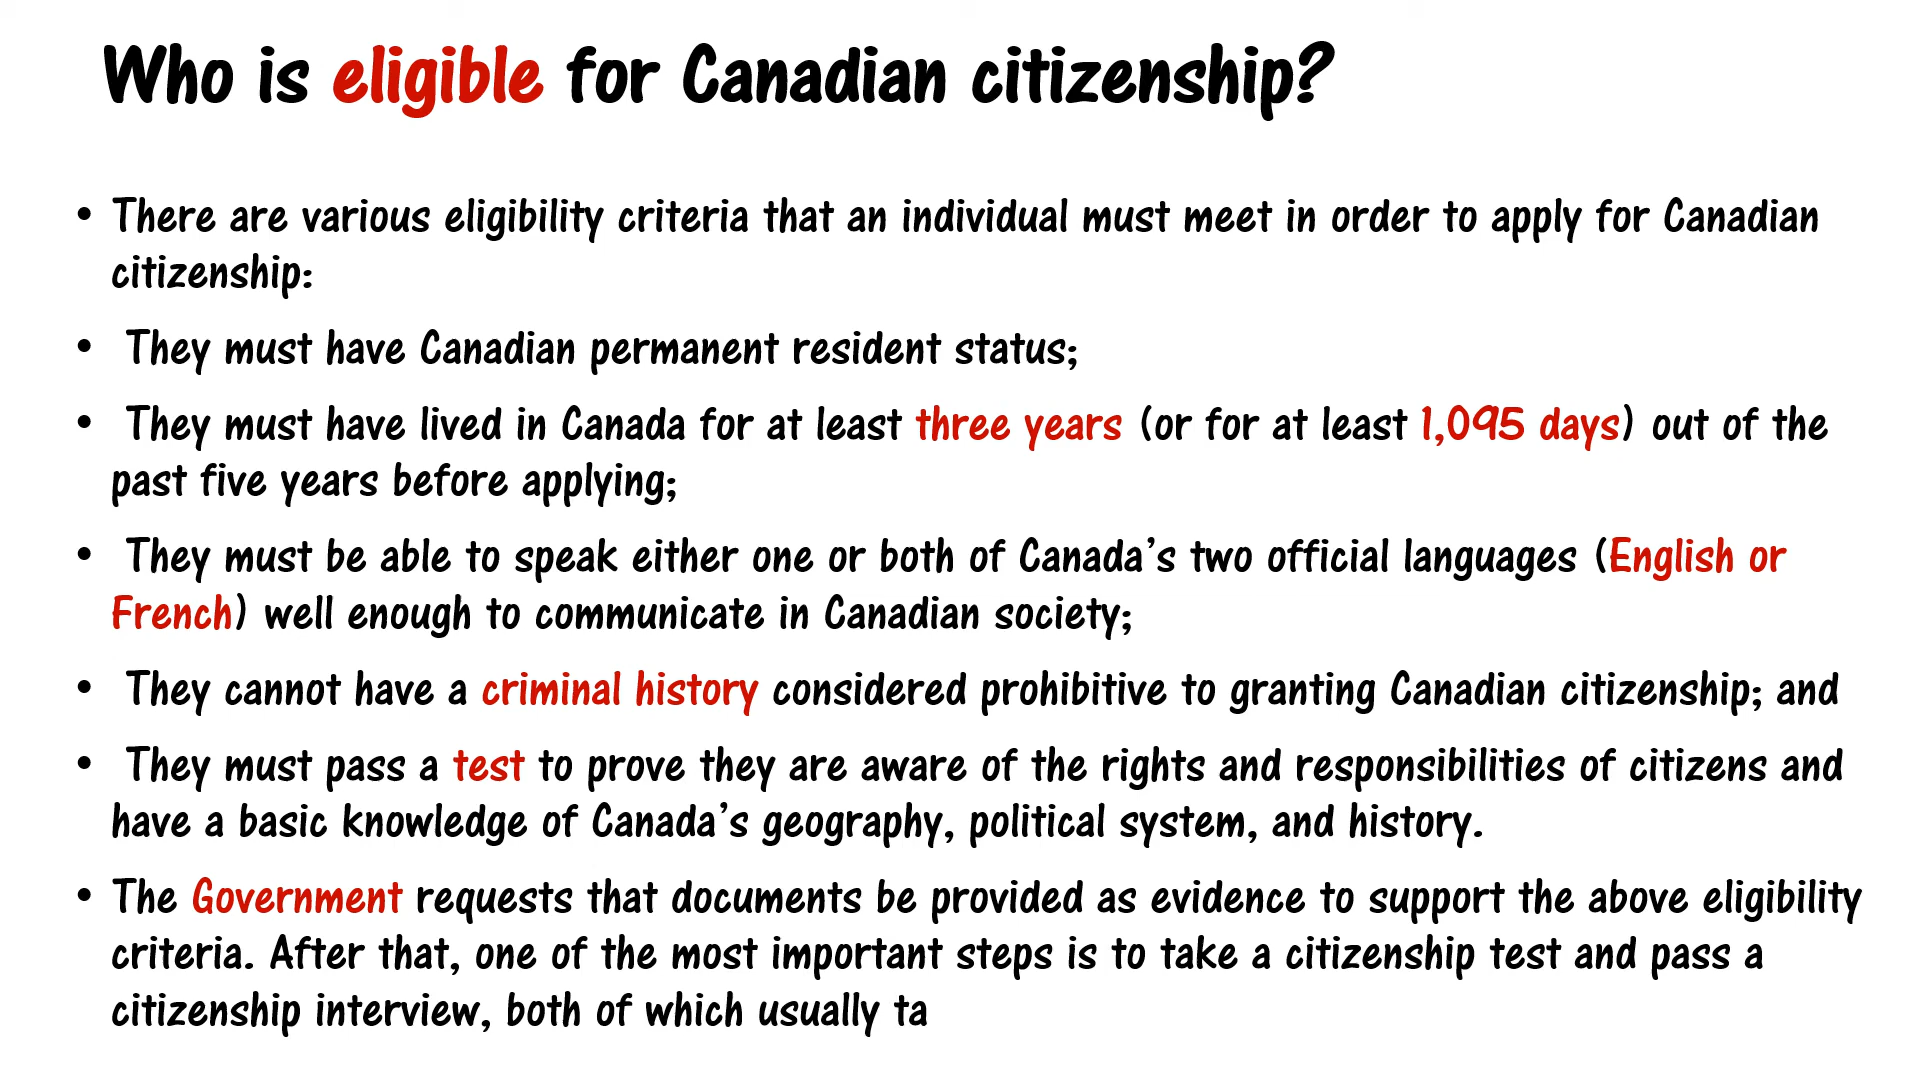 Who is eligible for Canadian citizenship?
• There are various eligibility criteria that an individual must meet in order to apply for Canadian
citizenship:
• They must have Canadian permanent resident status;
• They must have lived in Canada for at least three years (or for at least 1,095 days) out of the
past five years before applying;
• They must be able to speak either one or both of Canada's two official languages (English or
French) well enough to communicate in Canadian society;
• They cannot have a criminal history considered prohibitive to granting Canadian citizenship; and
• They must pass a test to prove they are aware of the rights and responsibilities of citizens and
have a basic knowledge of Canada's geography, political system, and history.
• The Government requests that documents be provided as evidence to support the above eligibility
criteria. After that, one of the most important steps is to take a citizenship test and pass a
citizenship interview, both of which usually ta